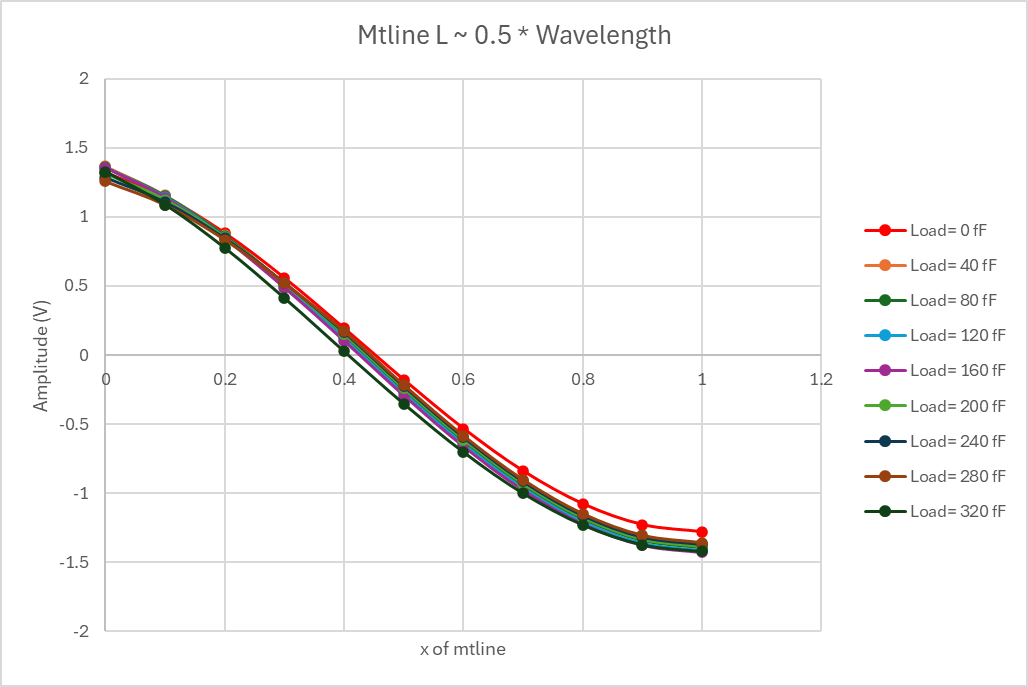 Mtline L ~ 0.5 * Wavelength
2
1.5
1
0.5
0
-0.5
-1
-1.5
-2
0
0.2
0.4
0.6
0.8
1
1.2
Amplitude (V)
x of mtline
Load= 0 fF
Load= 40 fF
Load= 80 fF
Load= 120 fF
Load= 160 fF
Load= 200 fF
Load= 240 fF
Load= 280 fF
Load= 320 fF